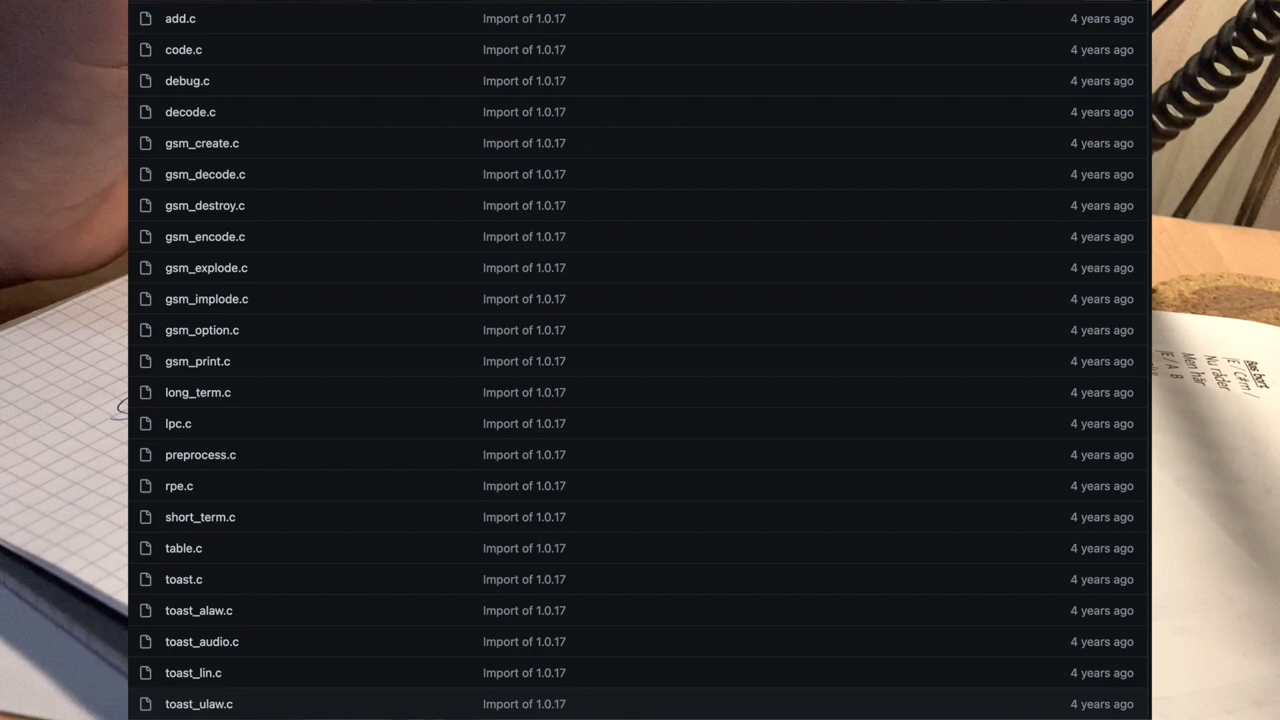 add.c Import of 1.0.17 4 years ago
code.c Import of 1.0.17 4 years ago
debug.c Import of 1.0.17 4 years ago
decode.c Import of 1.0.17 4 years ago
gsm_create.c Import of 1.0.17 4 years ago
gsm_decode.c Import of 1.0.17 4 years ago
gsm_destroy.c Import of 1.0.17 4 years ago
gsm_encode.c Import of 1.0.17 4 years ago
gsm_explode.c Import of 1.0.17 4 years ago
gsm_implode.c Import of 1.0.17 4 years ago
gsm_option.c Import of 1.0.17 4 years ago
gsm_print.c Import of 1.0.17 4 years ago
long_term.c Import of 1.0.17 4 years ago
lpc.c Import of 1.0.17 4 years ago
preprocess.c Import of 1.0.17 4 years ago
rpe.c Import of 1.0.17 4 years ago
short_term.c Import of 1.0.17 4 years ago
table.c Import of 1.0.17 4 years ago
toast.c Import of 1.0.17 4 years ago
toast_alaw.c Import of 1.0.17 4 years ago
toast_audio.c Import of 1.0.17 4 years ago
toast_lin.c Import of 1.0.17 4 years ago
toast_ulaw.c Import of 1.0.17 4 years ago
/E / C#m /
Nu råder
Men här
/E / A B